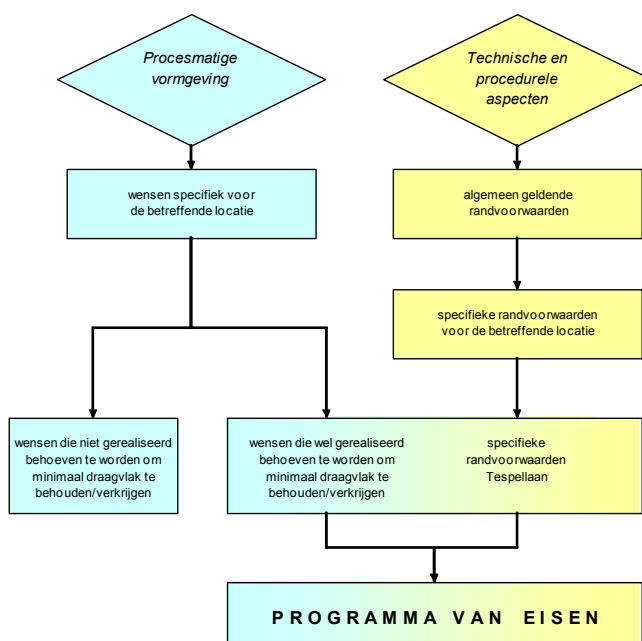 Procesmatige
vormgeving
Technische en
procedurele
aspecten
wensen specifiek voor
de betreffende locatie
algemeen geldende
randvoorwaarden
specifieke randvoorwaarden
voor de betreffende locatie
wensen die niet gerealiseerd
behoeven te worden om
minimaal draagvlak te
behouden/verkrijgen
wensen die wel gerealiseerd
behoeven te worden om
minimaal draagvlak te
behouden/verkrijgen
specifieke
randvoorwaarden
Tespellaan
PROGRAMMA VAN EISEN